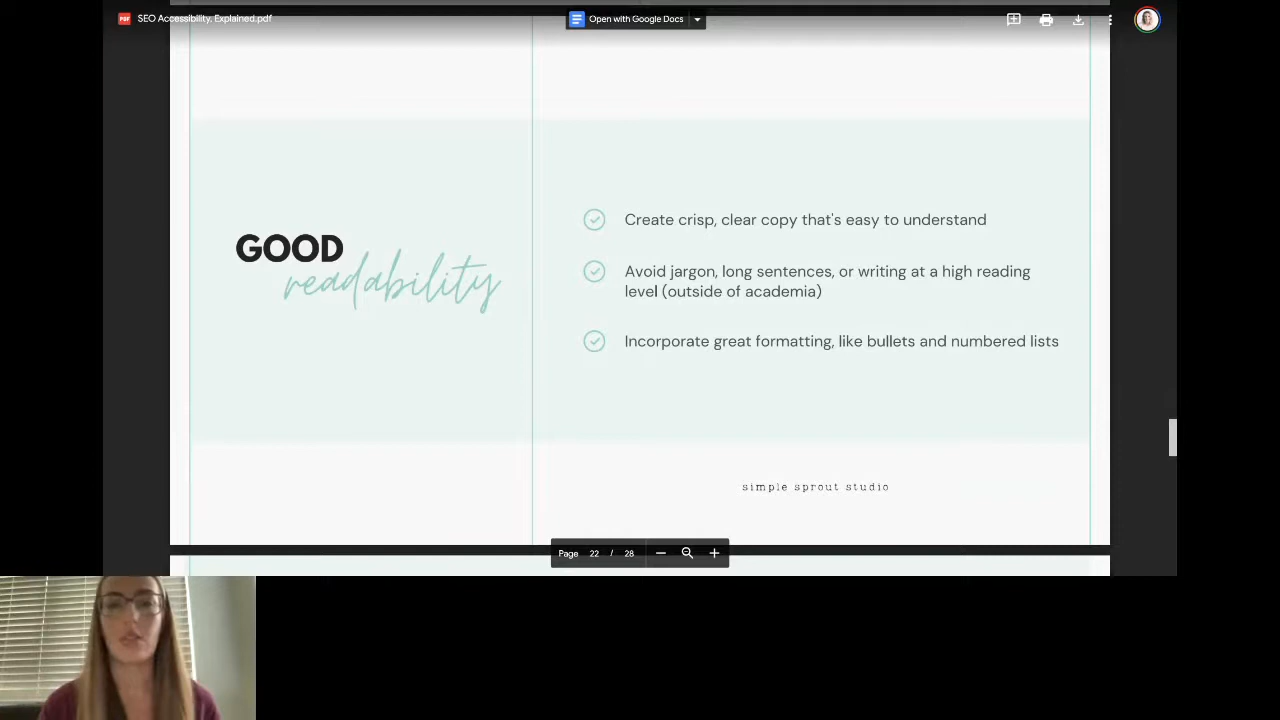 SEO Accessibility, Explained.pdf
Open with Google Docs
GOOD
readability
Create crisp, clear copy that's easy to understand
Avoid jargon, long sentences, or writing at a high reading
level (outside of academia)
Incorporate great formatting, like bullets and numbered lists
simple sprout studio
Page 22 / 28